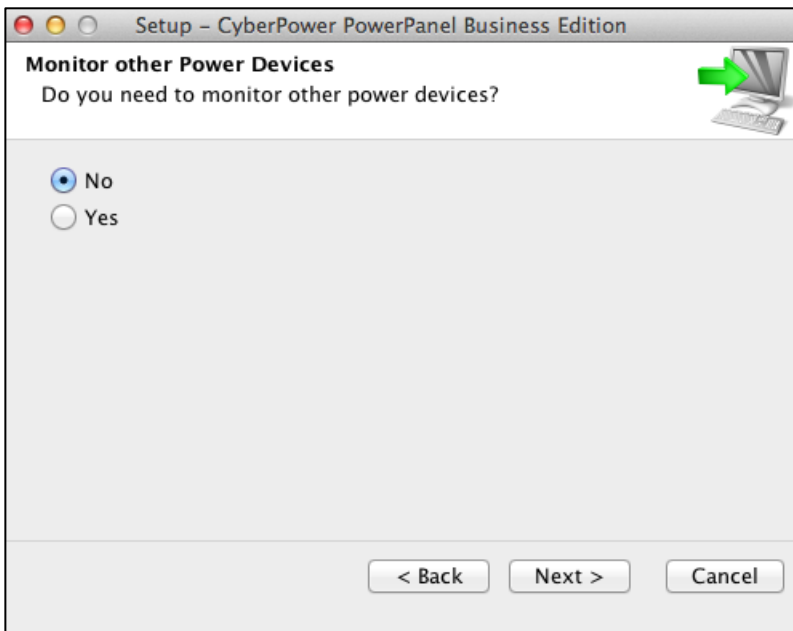 Setup – CyberPower PowerPanel Business Edition
Monitor other Power Devices
Do you need to monitor other power devices?
No
Yes
< Back Next > Cancel